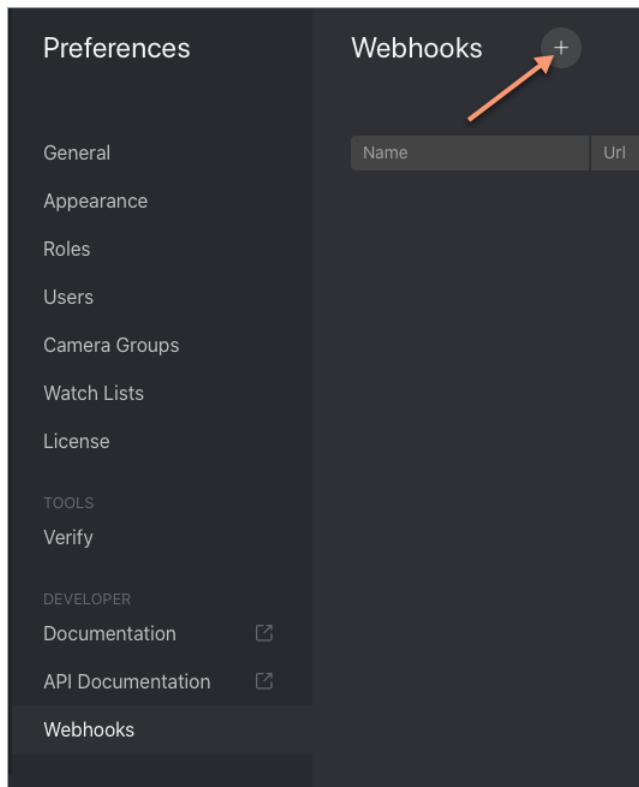 Preferences
General
Appearance
Roles
Users
Camera Groups
Watch Lists
License
TOOLS
Verify
DEVELOPER
Documentation
API Documentation
Webhooks
Webhooks +
Name Url